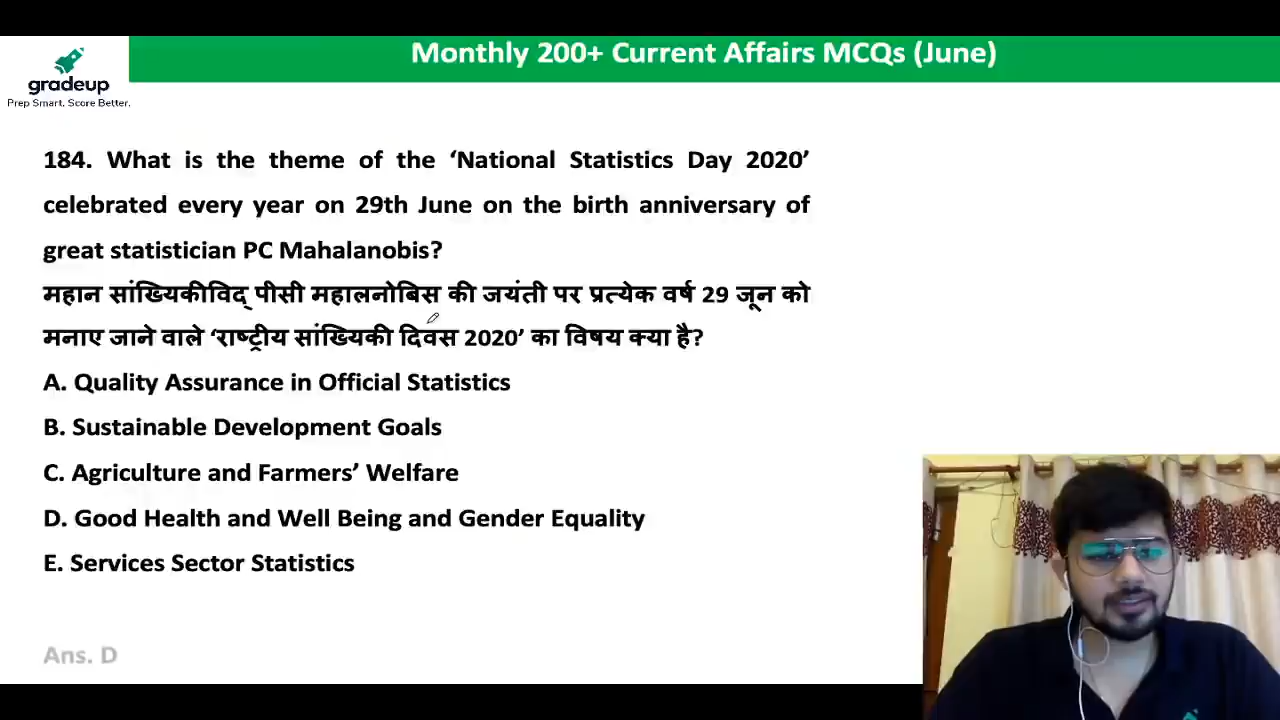 Monthly 200+ Current Affairs MCQs (June)
gradeup
Prep Smart. Score Better.
184. What is the theme of the ‘National Statistics Day 2020’
celebrated every year on 29th June on the birth anniversary of
great statistician PC Mahalanobis?
महान सांख्यिकीविद् पीसी महालनोबिस की जयंती पर प्रत्येक वर्ष 29 जून को
मनाए जाने वाले ‘राष्ट्रीय सांख्यिकी दिवस 2020’ का विषय क्या है?
A. Quality Assurance in Official Statistics
B. Sustainable Development Goals
C. Agriculture and Farmers’ Welfare
D. Good Health and Well Being and Gender Equality
E. Services Sector Statistics
Ans. D